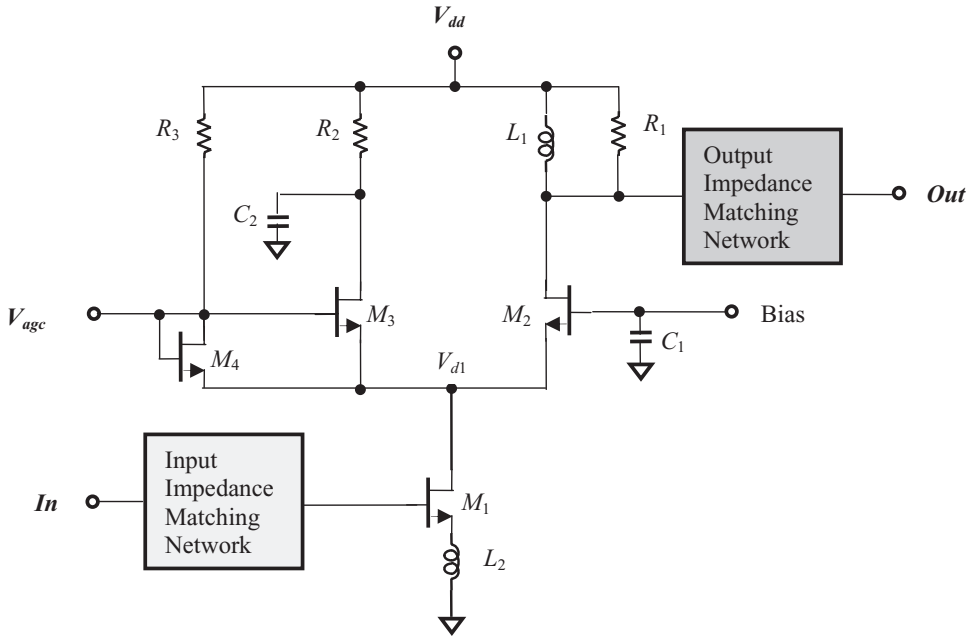 V_dd
R_3
R_2
L_1
R_1
Output
Impedance
Matching
Network
Out
C_2
V_agc
M_3
M_2
Bias
M_4
V_d1
C_1
Input
Impedance
Matching
Network
In
M_1
L_2